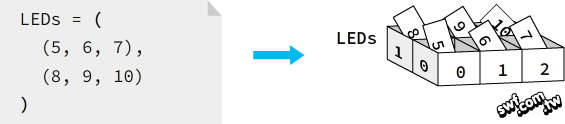 LEDs = (
(5, 6, 7),
(8, 9, 10)
)
LEDs
8 9 10
5 6 7
1 0 0 1 2
swf.com.tw